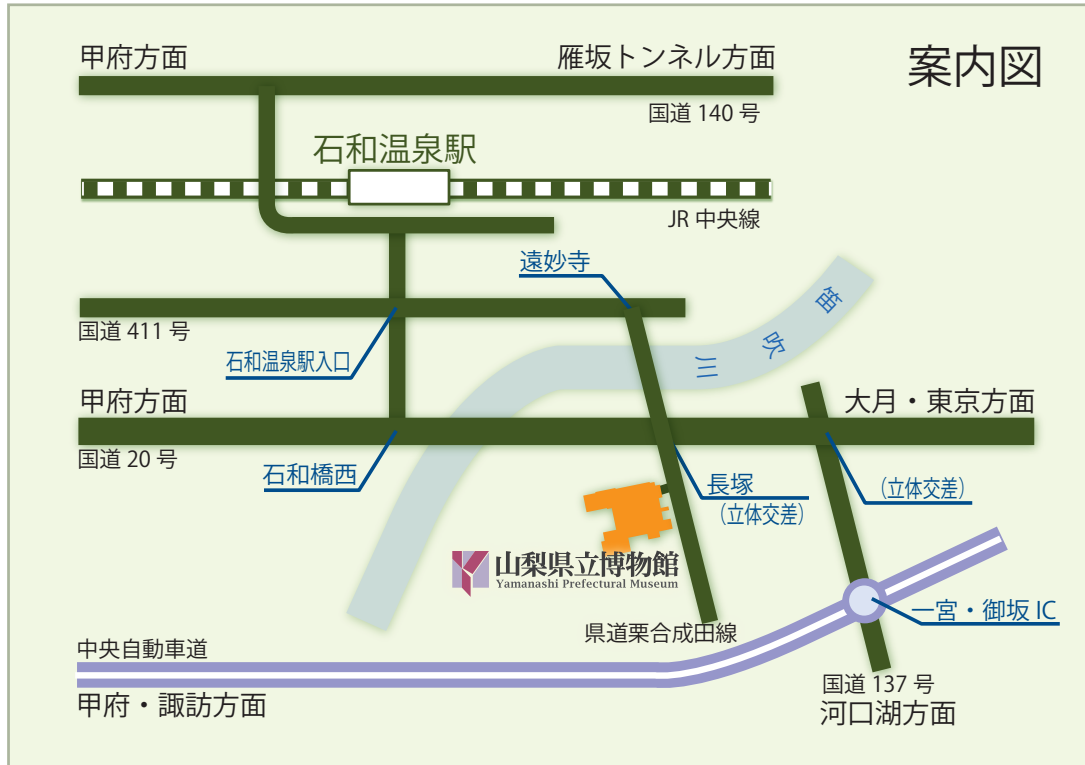 案内図
甲府方面
雁坂トンネル方面
国道 140 号
石和温泉駅
JR 中央線
遠妙寺
笛
吹
三
国道 411 号
石和温泉駅入口
甲府方面
大月・東京方面
国道 20 号
石和橋西
長塚
（立体交差）
（立体交差）
山梨県立博物館
Yamanashi Prefectural Museum
一宮・御坂 IC
県道栗合成田線
中央自動車道
甲府・諏訪方面
国道 137 号
河口湖方面